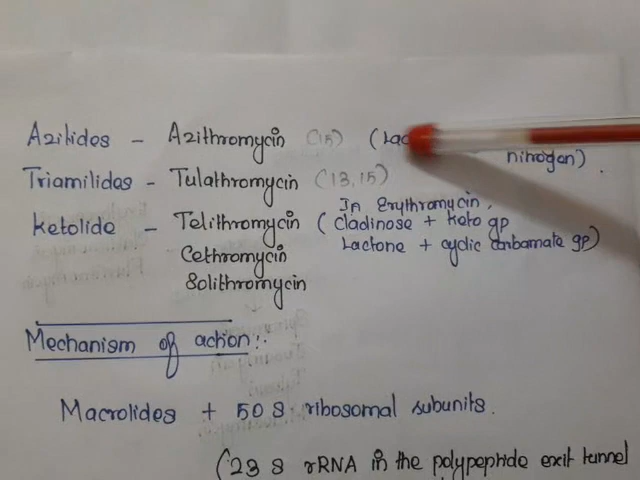 Azilides - Azithromycin (15) (
nitrogen).
Triamilides - Tulathromycin (13,15)
In Erythromycin,
Ketolide - Telithromycin ( Cladinose + Keto gp
Lactone + cyclic carbamate gp)
Cethromycin
Solithromycin
Mechanism of action:-
Macrolides + 50 S ribosomal subunits.
(23 S rRNA in the polypeptide exit tunnel